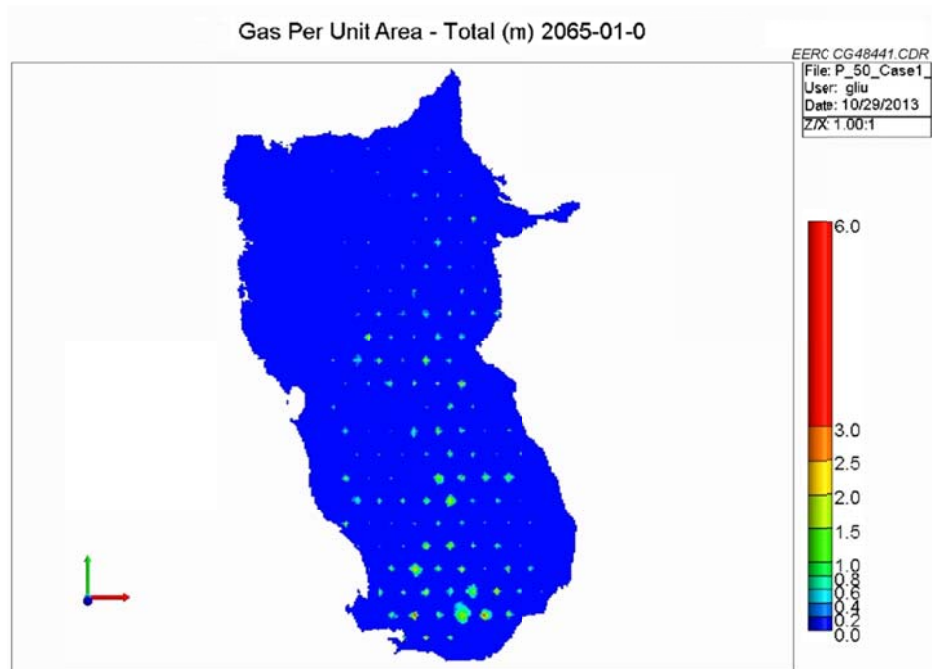 Gas Per Unit Area - Total (m) 2065-01-0
EERC CG48441.CDR
File: P_50_Case1_
User: gliu
Date: 10/29/2013
Z/X: 1.00:1
6.0
3.0
2.5
2.0
1.5
1.0
0.8
0.6
0.4
0.2
0.0